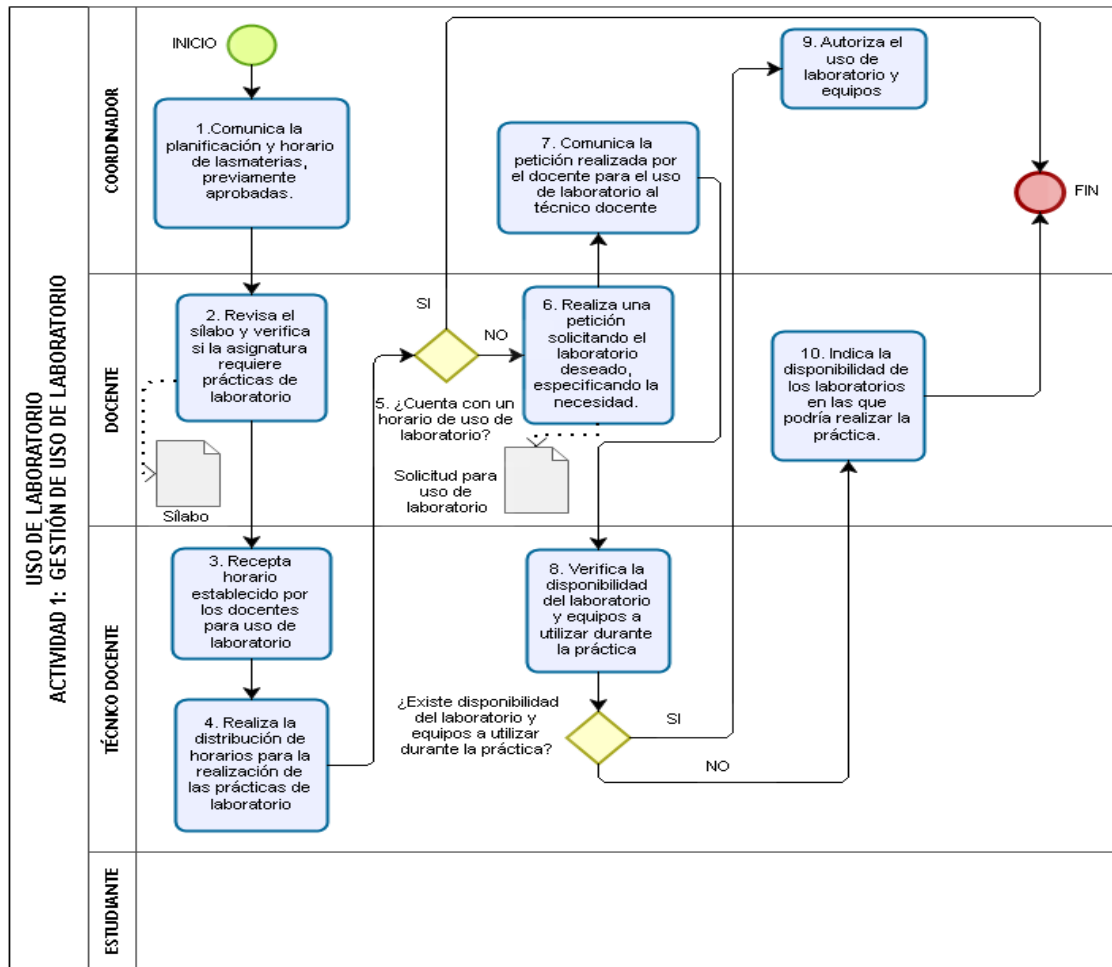 USO DE LABORATORIO
ACTIVIDAD 1: GESTIÓN DE USO DE LABORATORIO
COORDINADOR
INICIO
1.Comunica la
planificación y horario
de lasmaterias,
previamente
aprobadas.
7. Comunica la
petición realizada por
el docente para el uso
de laboratorio al
técnico docente
9. Autoriza el
uso de
laboratorio y
equipos
FIN
DOCENTE
2. Revisa el
sílabo y verifica
si la asignatura
requiere
prácticas de
laboratorio
Sílabo
SI
NO
5. ¿Cuenta con un
horario de uso de
laboratorio?
6. Realiza una
petición
solicitando el
laboratorio
deseado,
especificando la
necesidad.
Solicitud para
uso de
laboratorio
10. Indica la
disponibilidad de
los laboratorios
en las que
podría realizar la
práctica.
TÉCNICO DOCENTE
3. Recepta
horario
establecido por
los docentes
para uso de
laboratorio
4. Realiza la
distribución de
horarios para la
realización de
las prácticas de
laboratorio
8. Verifica la
disponibilidad
del laboratorio
y equipos a
utilizar durante
la práctica
¿Existe disponibilidad
del laboratorio y
equipos a utilizar
durante la práctica?
SI
NO
ESTUDIANTE